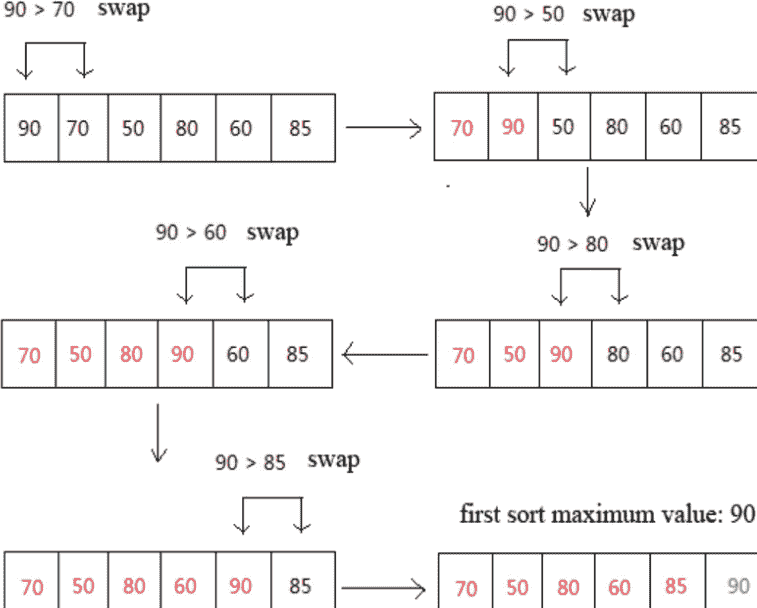 90 > 70 swap
90 70 50 80 60 85
90 > 50 swap
70 90 50 80 60 85
90 > 80 swap
70 50 90 80 60 85
90 > 60 swap
70 50 80 90 60 85
90 > 85 swap
70 50 80 60 90 85
first sort maximum value: 90
70 50 80 60 85 90